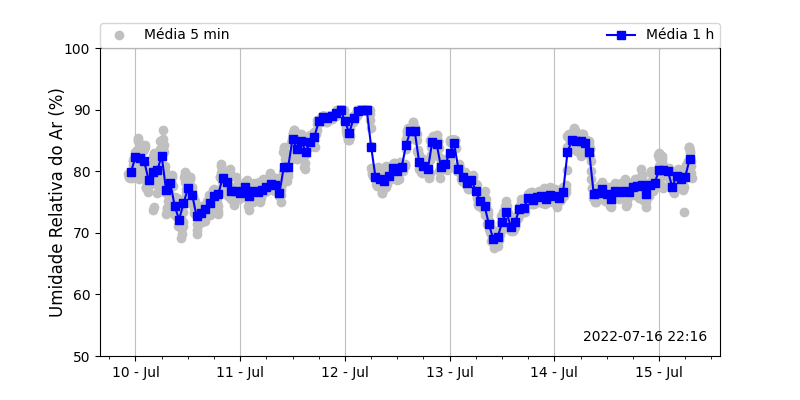 Média 5 min
Média 1 h
Umidade Relativa do Ar (%)
100
90
80
70
60
50
2022-07-16 22:16
10 - Jul
11 - Jul
12 - Jul
13 - Jul
14 - Jul
15 - Jul